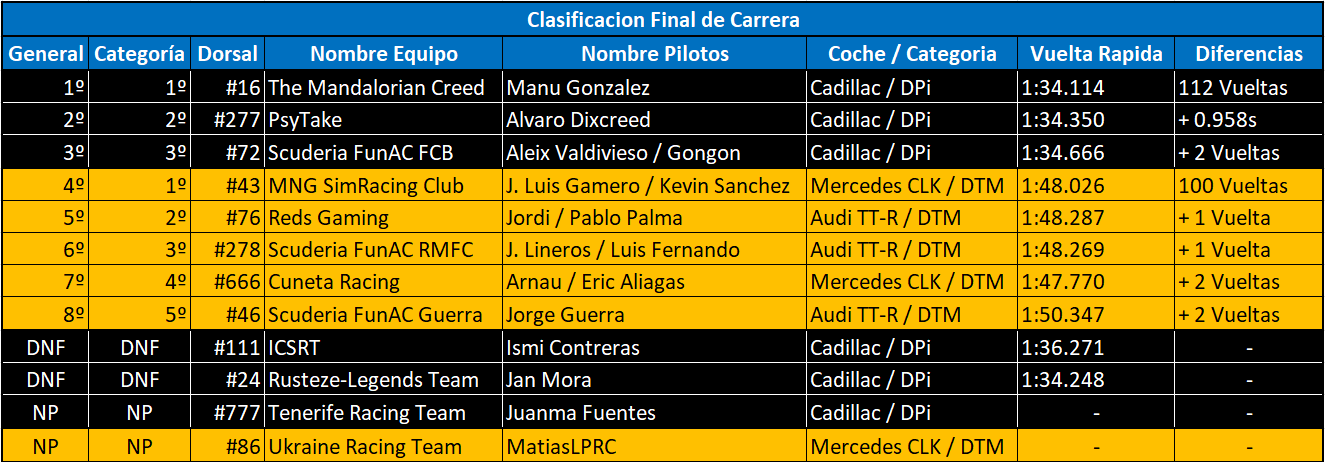 Clasificacion Final de Carrera
General Categoría Dorsal Nombre Equipo Nombre Pilotos Coche / Categoria Vuelta Rapida Diferencias
1º 1º #16 The Mandalorian Creed Manu Gonzalez Cadillac / DPi 1:34.114 112 Vueltas
2º 2º #277 PsyTake Alvaro Dixcreed Cadillac / DPi 1:34.350 + 0.958s
3º 3º #72 Scuderia FunAC FCB Aleix Valdivieso / Gongon Cadillac / DPi 1:34.666 + 2 Vueltas
4º 1º #43 MNG SimRacing Club J. Luis Gamero / Kevin Sanchez Mercedes CLK / DTM 1:48.026 100 Vueltas
5º 2º #76 Reds Gaming Jordi / Pablo Palma Audi TT-R / DTM 1:48.287 + 1 Vuelta
6º 3º #278 Scuderia FunAC RMFC J. Lineros / Luis Fernando Audi TT-R / DTM 1:48.269 + 1 Vuelta
7º 4º #666 Cuneta Racing Arnau / Eric Aliagas Mercedes CLK / DTM 1:47.770 + 2 Vueltas
8º 5º #46 Scuderia FunAC Guerra Jorge Guerra Audi TT-R / DTM 1:50.347 + 2 Vueltas
DNF DNF #111 ICSRT Ismi Contreras Cadillac / DPi 1:36.271 -
DNF DNF #24 Rusteze-Legends Team Jan Mora Cadillac / DPi 1:34.248 -
NP NP #777 Tenerife Racing Team Juanma Fuentes Cadillac / DPi - -
NP NP #86 Ukraine Racing Team MatiasLPRC Mercedes CLK / DTM - -